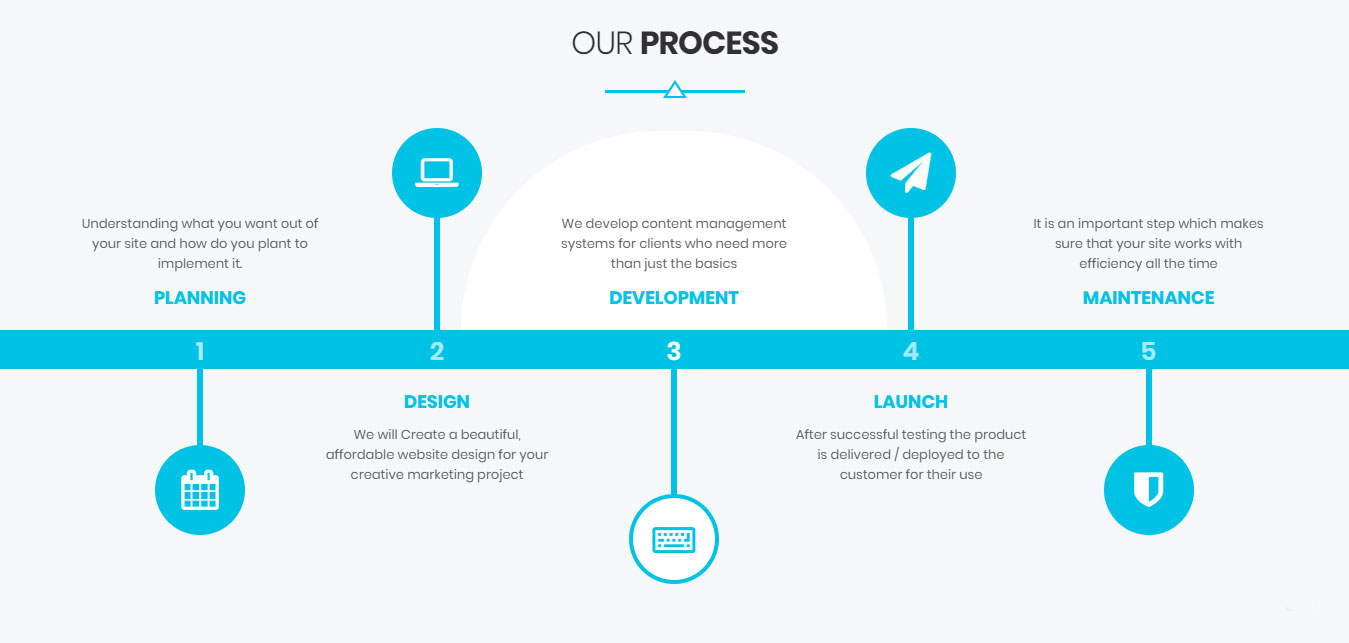 OUR PROCESS
Understanding what you want out of
your site and how do you plant to
implement it.
PLANNING
1
2
DESIGN
We will Create a beautiful,
affordable website design for your
creative marketing project
We develop content management
systems for clients who need more
than just the basics
DEVELOPMENT
3
4
LAUNCH
After successful testing the product
is delivered / deployed to the
customer for their use
It is an important step which makes
sure that your site works with
efficiency all the time
MAINTENANCE
5